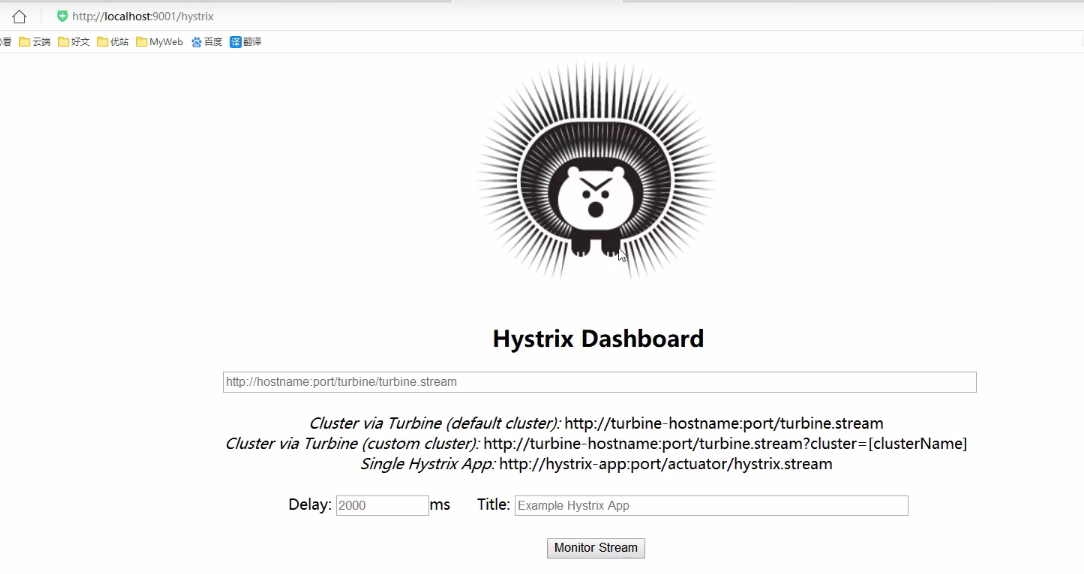 http://localhost:9001/hystrix
看 云端 好文 优站 MyWeb 百度 翻译
Hystrix Dashboard
http://hostname:port/turbine/turbine.stream
Cluster via Turbine (default cluster): http://turbine-hostname:port/turbine.stream
Cluster via Turbine (custom cluster): http://turbine-hostname:port/turbine.stream?cluster=[clusterName]
Single Hystrix App: http://hystrix-app:port/actuator/hystrix.stream
Delay: 2000 ms Title: Example Hystrix App
Monitor Stream